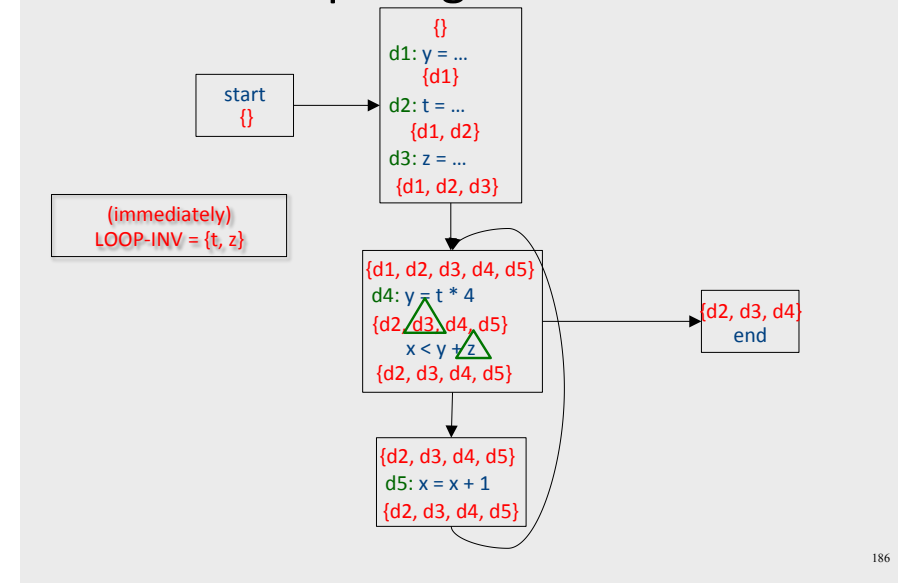 {}
d1: y = …
{d1}
start
{}
d2: t = …
{d1, d2}
d3: z = …
{d1, d2, d3}
(immediately)
LOOP-INV = {t, z}
{d1, d2, d3, d4, d5}
d4: y = t * 4
{d2, d3, d4, d5}
x < y + z
{d2, d3, d4, d5}
{d2, d3, d4}
end
{d2, d3, d4, d5}
d5: x = x + 1
{d2, d3, d4, d5}
186